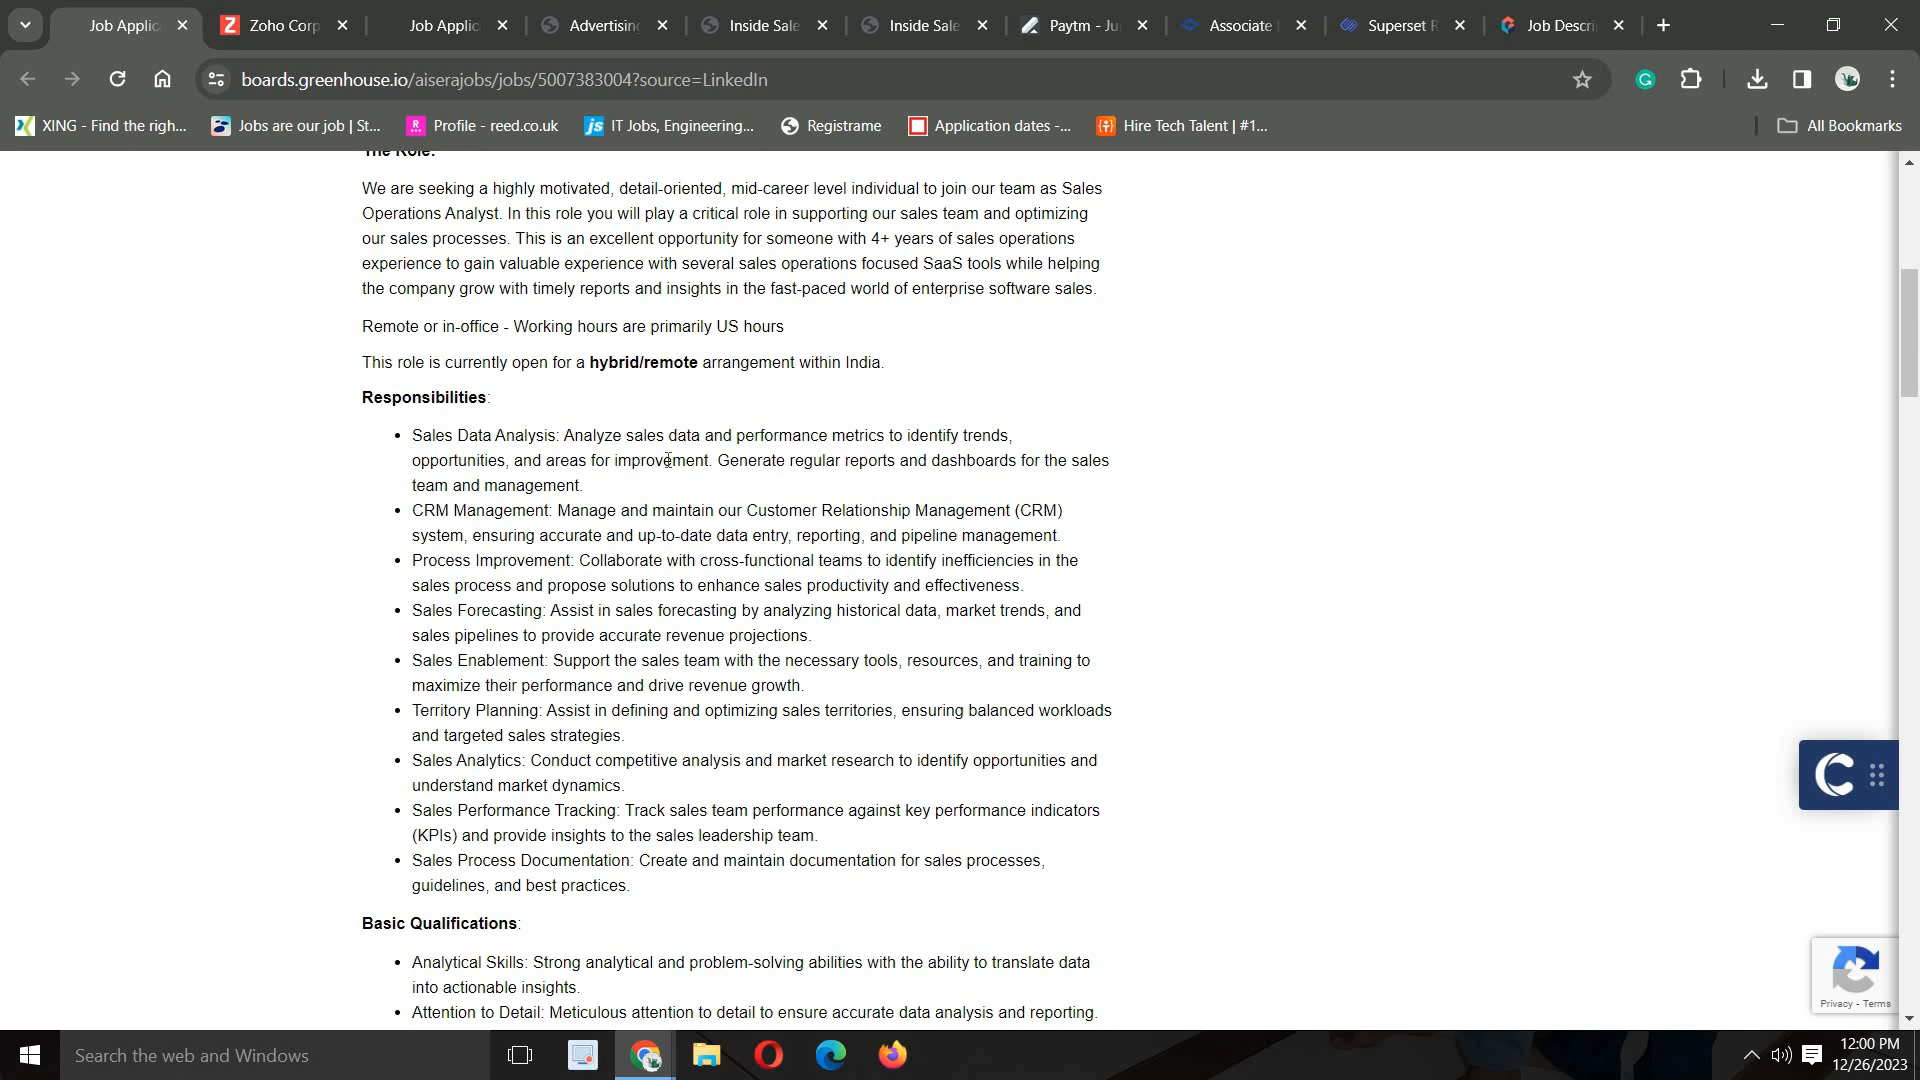 Job Applic
Zoho Corp
Job Applic
Advertising
Inside Sale
Inside Sale
Paytm - Ju
Associate
Superset R
Job Descri
boards.greenhouse.io/aiserajobs/jobs/5007383004?source=LinkedIn
XING - Find the righ...
Jobs are our job | St...
Profile - reed.co.uk
IT Jobs, Engineering...
Registrame
Application dates -...
Hire Tech Talent | #1...
All Bookmarks
The Role:
We are seeking a highly motivated, detail-oriented, mid-career level individual to join our team as Sales
Operations Analyst. In this role you will play a critical role in supporting our sales team and optimizing
our sales processes. This is an excellent opportunity for someone with 4+ years of sales operations
experience to gain valuable experience with several sales operations focused SaaS tools while helping
the company grow with timely reports and insights in the fast-paced world of enterprise software sales.
Remote or in-office - Working hours are primarily US hours
This role is currently open for a hybrid/remote arrangement within India.
Responsibilities:
• Sales Data Analysis: Analyze sales data and performance metrics to identify trends,
opportunities, and areas for improvement. Generate regular reports and dashboards for the sales
team and management.
• CRM Management: Manage and maintain our Customer Relationship Management (CRM)
system, ensuring accurate and up-to-date data entry, reporting, and pipeline management.
• Process Improvement: Collaborate with cross-functional teams to identify inefficiencies in the
sales process and propose solutions to enhance sales productivity and effectiveness.
• Sales Forecasting: Assist in sales forecasting by analyzing historical data, market trends, and
sales pipelines to provide accurate revenue projections.
• Sales Enablement: Support the sales team with the necessary tools, resources, and training to
maximize their performance and drive revenue growth.
• Territory Planning: Assist in defining and optimizing sales territories, ensuring balanced workloads
and targeted sales strategies.
• Sales Analytics: Conduct competitive analysis and market research to identify opportunities and
understand market dynamics.
• Sales Performance Tracking: Track sales team performance against key performance indicators
(KPIs) and provide insights to the sales leadership team.
• Sales Process Documentation: Create and maintain documentation for sales processes,
guidelines, and best practices.
Basic Qualifications:
• Analytical Skills: Strong analytical and problem-solving abilities with the ability to translate data
into actionable insights.
• Attention to Detail: Meticulous attention to detail to ensure accurate data analysis and reporting.
Privacy - Terms
Search the web and Windows
12:00 PM
12/26/2023